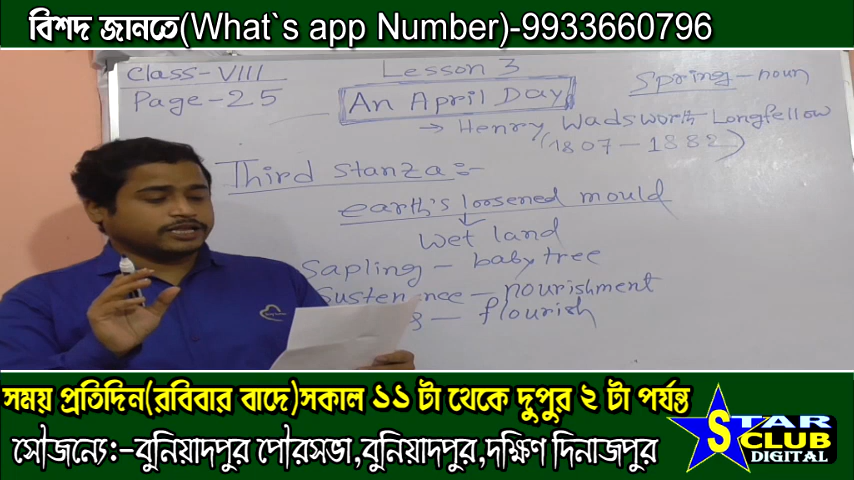 বিশদ জানতে(What`s app Number)-9933660796
Class-VIII
Lesson 3
Spring - noun
Page-25
An April Day
→ Henry Wadsworth Longfellow
(1807-1882)
Third Stanza:-
earth's loosened mould
wet land
Sapling - baby tree
Sustenance - nourishment
- flourish
সময় প্রতিদিন(রবিবার বাদে)সকাল ১১ টা থেকে দুপুর ২ টা পর্যন্ত
সৌজন্যে:-বুনিয়াদপুর পৌরসভা,বুনিয়াদপুর,দক্ষিণ দিনাজপুর
STAR
CLUB
DIGITAL